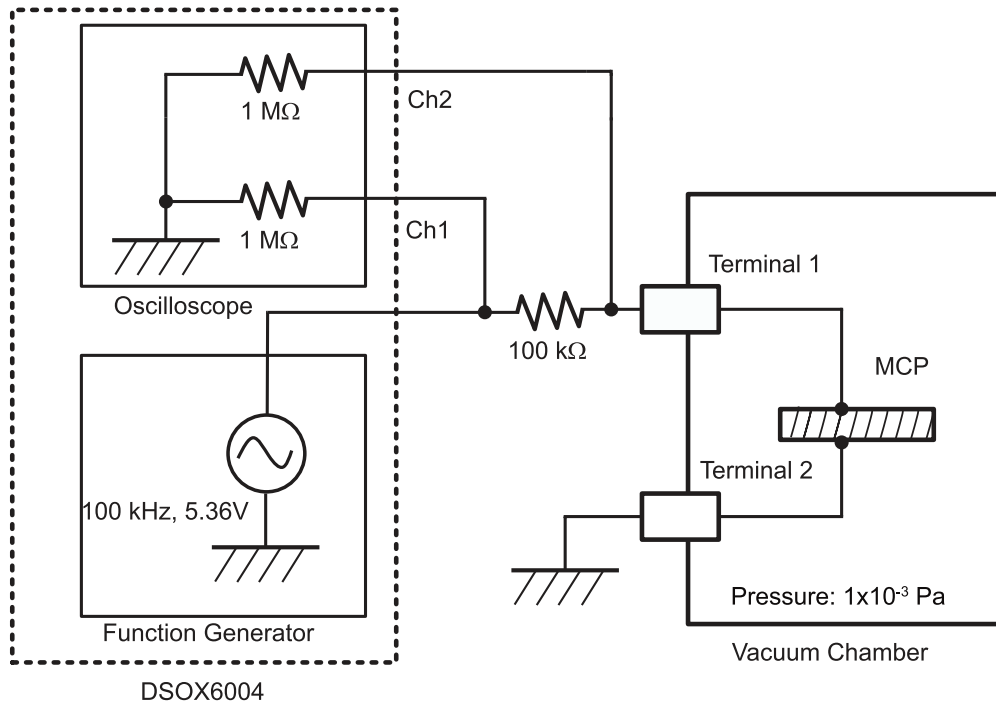 1 MΩ
Ch2
1 MΩ
Ch1
Oscilloscope
Terminal 1
100 kΩ
MCP
Terminal 2
100 kHz, 5.36V
Pressure: 1x10⁻³ Pa
Function Generator
Vacuum Chamber
DSOX6004